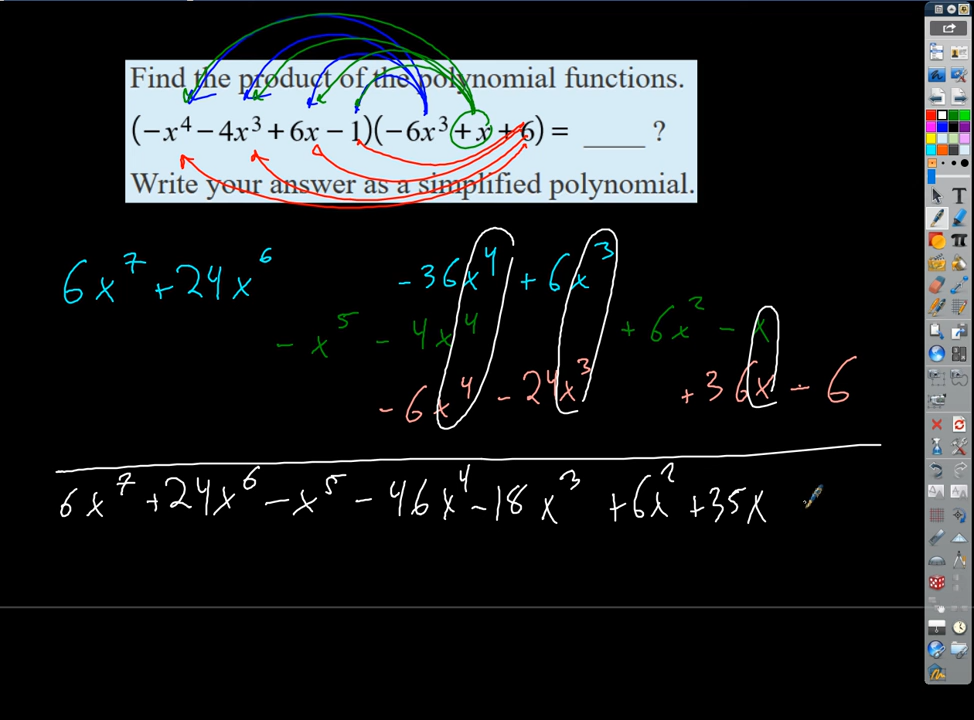 Find the product of the polynomial functions.
(−x⁴ − 4x³ + 6x − 1)(−6x³ + x + 6) = _____ ?
Write your answer as a simplified polynomial.
6x⁷ + 24x⁶ - 36x⁴ + 6x³
- x⁵ - 4x⁴ + 6x² - x
- 6x⁴ - 24x³ + 36x - 6
6x⁷ + 24x⁶ - x⁵ - 46x⁴ - 18x³ + 6x² + 35x